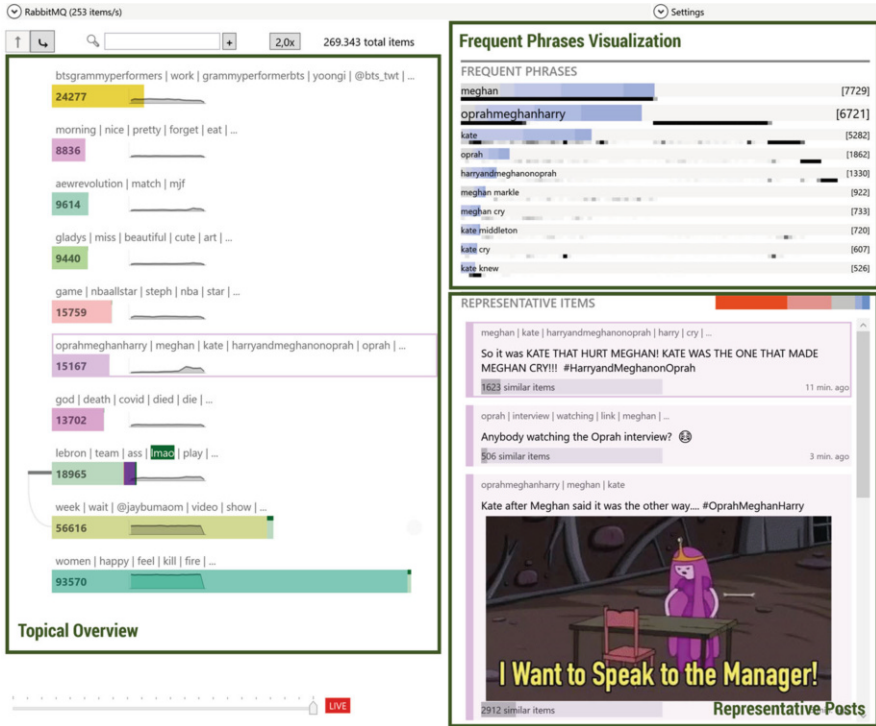 RabbitMQ (253 items/s)
Settings
+
2,0x
269.343 total items
btsgrammyperformers | work | grammyperformerbts | yoongi | @bts_twt | ...
24277
morning | nice | pretty | forget | eat | ...
8836
aewrevolution | match | mjf
9614
gladys | miss | beautiful | cute | art | ...
9440
game | nbaallstar | steph | nba | star | ...
15759
oprahmeghanharry | meghan | kate | harryandmeghanonoprah | oprah | ...
15167
god | death | covid | died | die | ...
13702
lebron | team | ass | lmao | play | ...
18965
week | wait | @jaybumaom | video | show | ...
56616
women | happy | feel | kill | fire | ...
93570
Topical Overview
LIVE
Frequent Phrases Visualization
FREQUENT PHRASES
meghan [7729]
oprahmeghanharry [6721]
kate [5282]
oprah [1862]
harryandmeghanonoprah [1330]
meghan markle [922]
meghan cry [733]
kate middleton [720]
kate cry [607]
kate knew [526]
REPRESENTATIVE ITEMS
meghan | kate | harryandmeghanonoprah | harry | cry | ...
So it was KATE THAT HURT MEGHAN! KATE WAS THE ONE THAT MADE
MEGHAN CRY!!! #HarryandMeghanonOprah
1623 similar items 11 min. ago
oprah | interview | watching | link | meghan | ...
Anybody watching the Oprah interview?
506 similar items 3 min. ago
oprahmeghanharry | meghan | kate
Kate after Meghan said it was the other way.... #OprahMeghanHarry
I Want to Speak to the Manager!
2912 similar items
Representative Posts